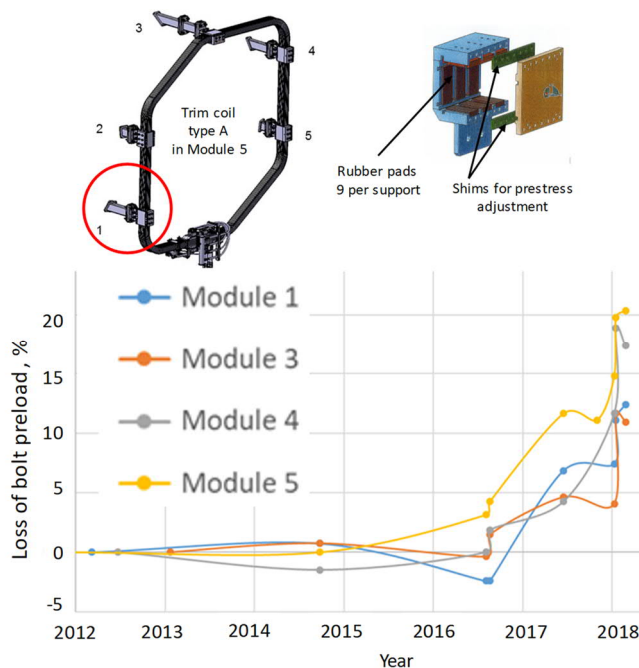 3
4
Trim coil
type A
in Module 5
2
5
1
Rubber pads
9 per support
Shims for prestress
adjustment
Module 1
Module 3
Module 4
Module 5
Loss of bolt preload, %
20
15
10
5
0
-5
2012 2013 2014 2015 2016 2017 2018
Year